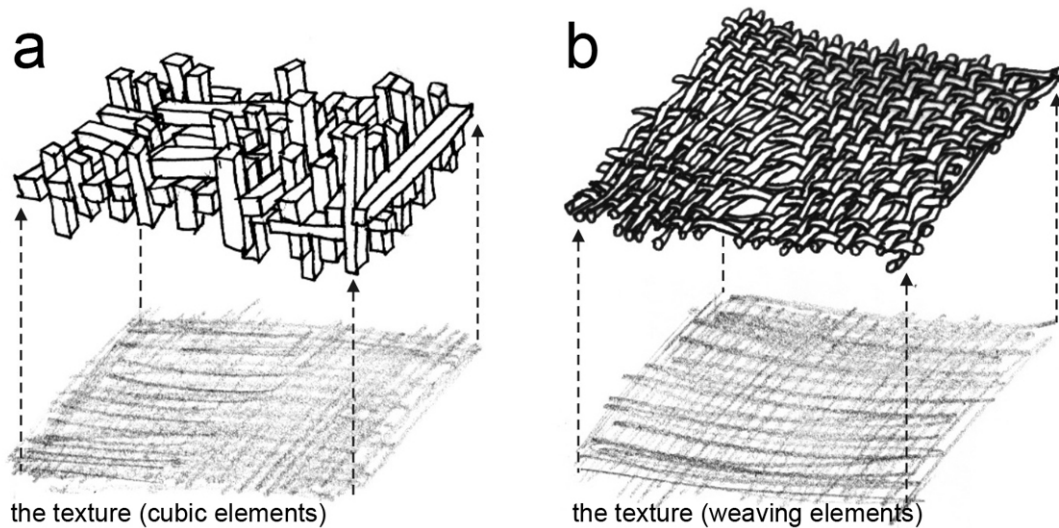 a
b
the texture (cubic elements)
the texture (weaving elements)